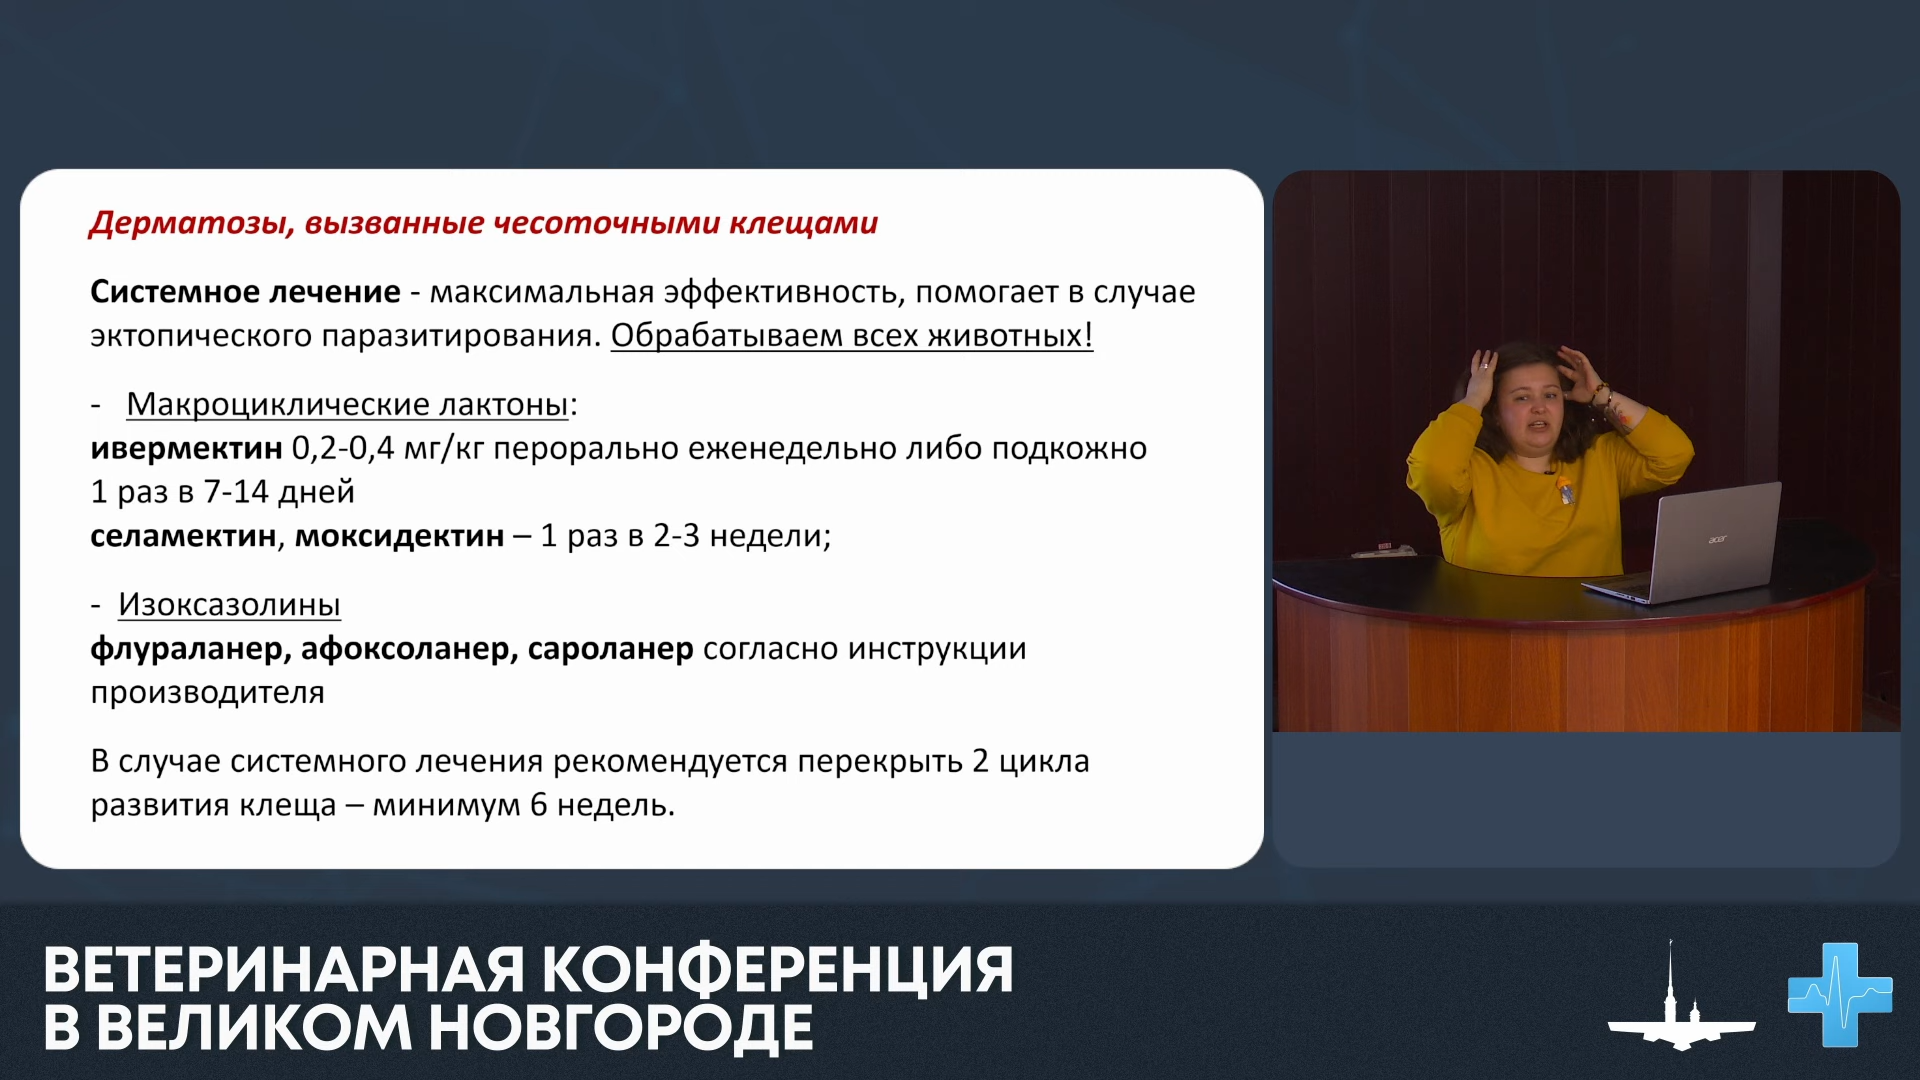 Дерматозы, вызванные чесоточными клещами
Системное лечение - максимальная эффективность, помогает в случае
эктопического паразитирования. Обрабатываем всех животных!
- Макроциклические лактоны:
ивермектин 0,2-0,4 мг/кг перорально еженедельно либо подкожно
1 раз в 7-14 дней
селамектин, моксидектин – 1 раз в 2-3 недели;
- Изоксазолины
флураланер, афоксоланер, сароланер согласно инструкции
производителя
В случае системного лечения рекомендуется перекрыть 2 цикла
развития клеща – минимум 6 недель.
acer
ВЕТЕРИНАРНАЯ КОНФЕРЕНЦИЯ
В ВЕЛИКОМ НОВГОРОДЕ